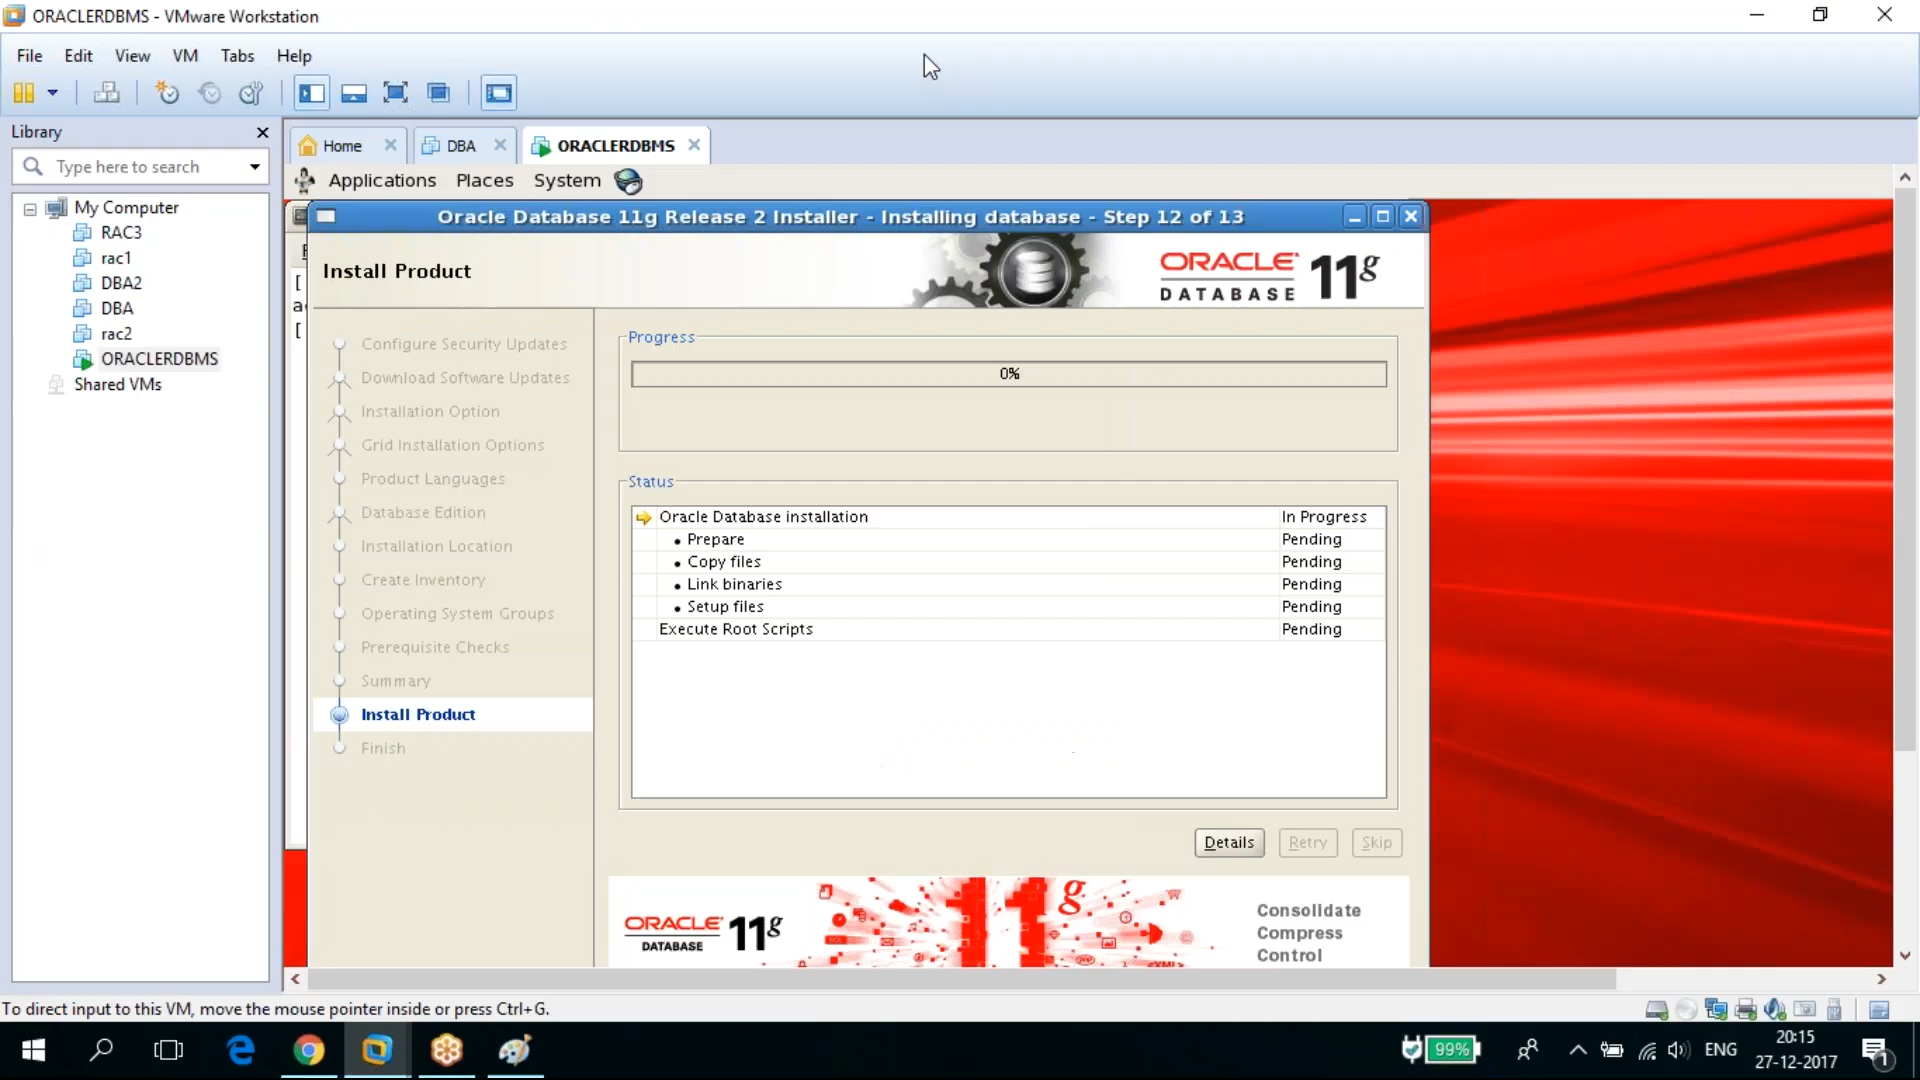 ORACLERDBMS - VMware Workstation
File Edit View VM Tabs Help
Library
Type here to search
My Computer
RAC3
rac1
DBA2
DBA
rac2
ORACLERDBMS
Shared VMs
Home DBA ORACLERDBMS
Applications Places System
Oracle Database 11g Release 2 Installer - Installing database - Step 12 of 13
Install Product
ORACLE DATABASE 11g
Configure Security Updates
Download Software Updates
Installation Option
Grid Installation Options
Product Languages
Database Edition
Installation Location
Create Inventory
Operating System Groups
Prerequisite Checks
Summary
Install Product
Finish
Progress
0%
Status
Oracle Database installation In Progress
• Prepare Pending
• Copy files Pending
• Link binaries Pending
• Setup files Pending
Execute Root Scripts Pending
Details Retry Skip
ORACLE DATABASE 11g
11g
Consolidate
Compress
Control
To direct input to this VM, move the mouse pointer inside or press Ctrl+G.
99%
ENG
20:15
27-12-2017
1